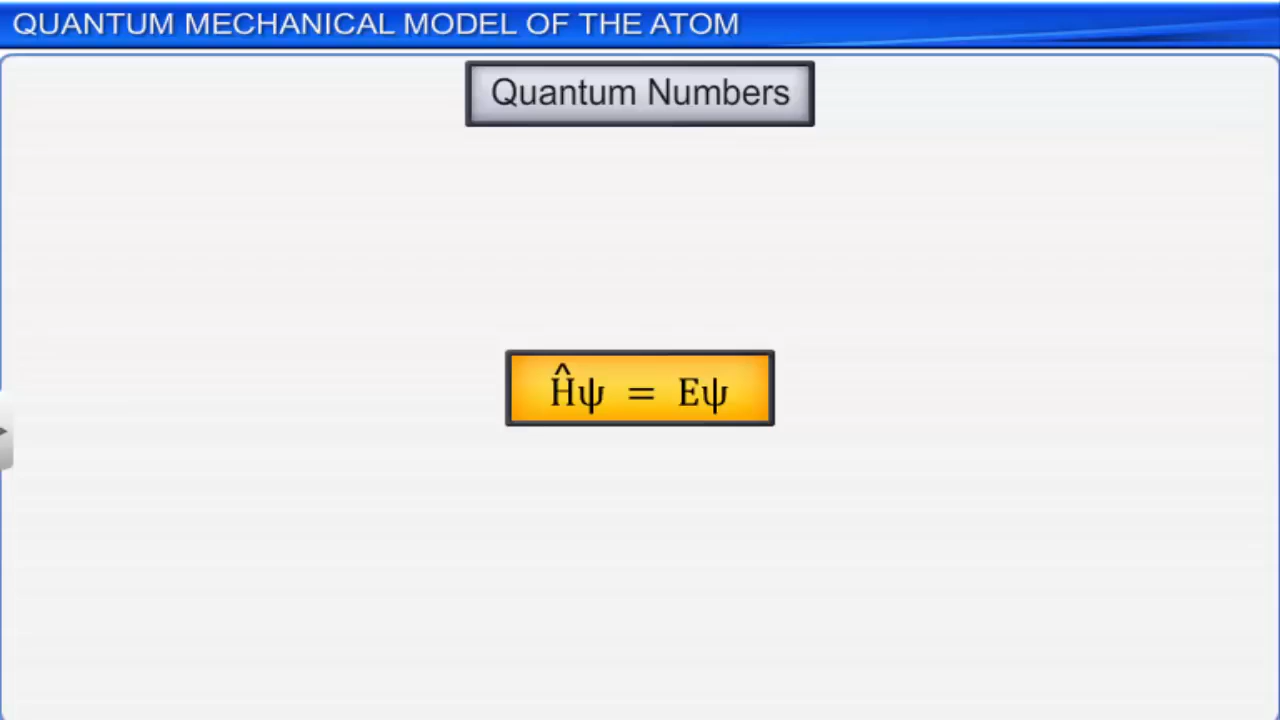 QUANTUM MECHANICAL MODEL OF THE ATOM
Quantum Numbers
Ĥψ = Eψ